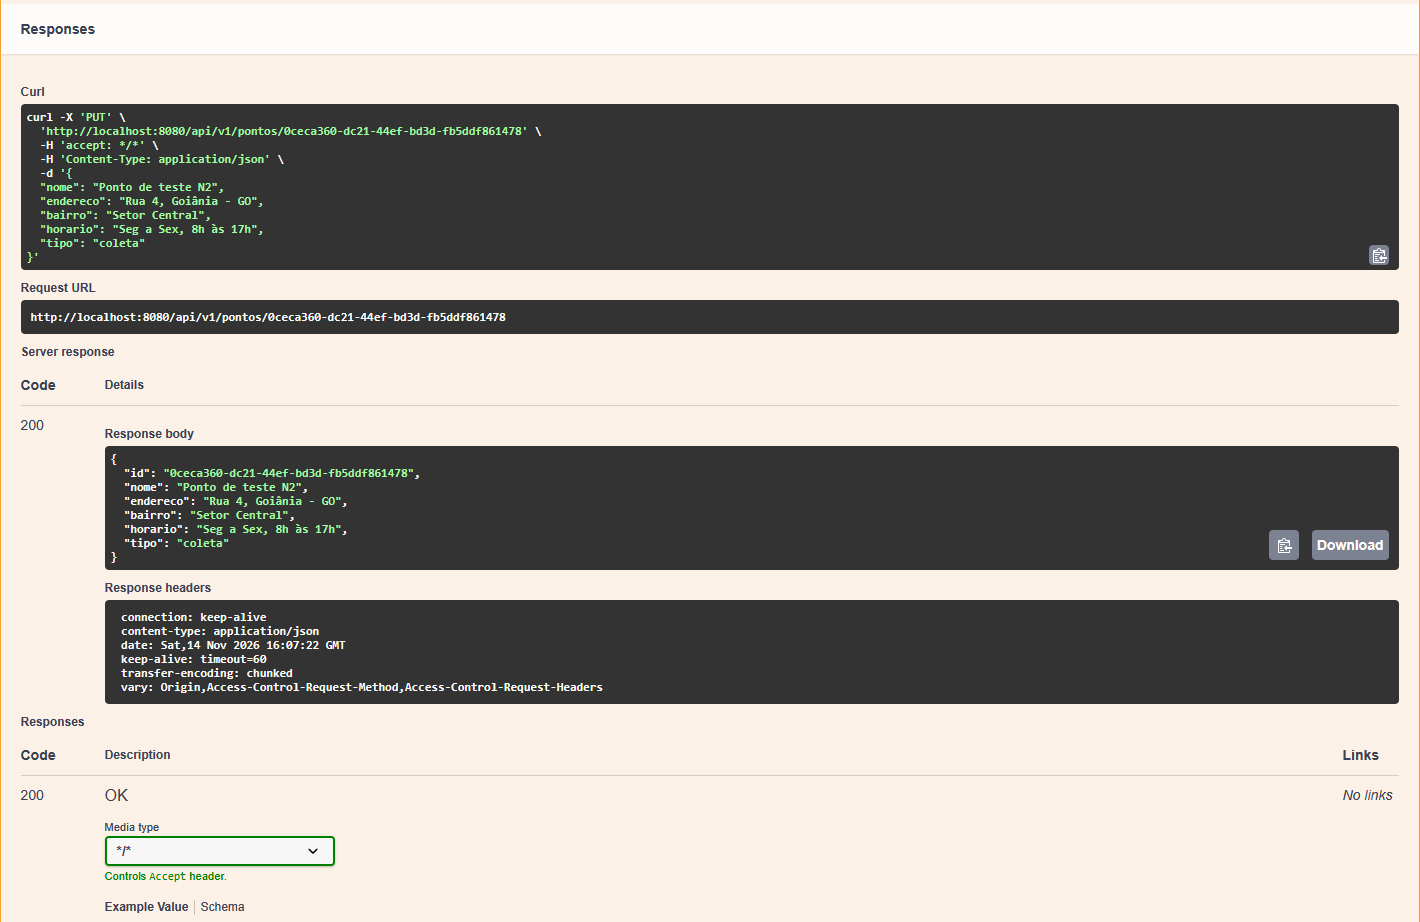 Responses
Curl
curl -X 'PUT' \
'http://localhost:8080/api/v1/pontos/0ceca360-dc21-44ef-bd3d-fb5ddf861478' \
-H 'accept: */*' \
-H 'Content-Type: application/json' \
-d '{
"nome": "Ponto de teste N2",
"endereco": "Rua 4, Goiânia - GO",
"bairro": "Setor Central",
"horario": "Seg a Sex, 8h às 17h",
"tipo": "coleta"
}'
Request URL
http://localhost:8080/api/v1/pontos/0ceca360-dc21-44ef-bd3d-fb5ddf861478
Server response
Code Details
200
Response body
{
"id": "0ceca360-dc21-44ef-bd3d-fb5ddf861478",
"nome": "Ponto de teste N2",
"endereco": "Rua 4, Goiânia - GO",
"bairro": "Setor Central",
"horario": "Seg a Sex, 8h às 17h",
"tipo": "coleta"
}
Download
Response headers
connection: keep-alive
content-type: application/json
date: Sat,14 Nov 2026 16:07:22 GMT
keep-alive: timeout=60
transfer-encoding: chunked
vary: Origin,Access-Control-Request-Method,Access-Control-Request-Headers
Responses
Code Description Links
200 OK No links
Media type
*/*
Controls Accept header.
Example Value Schema